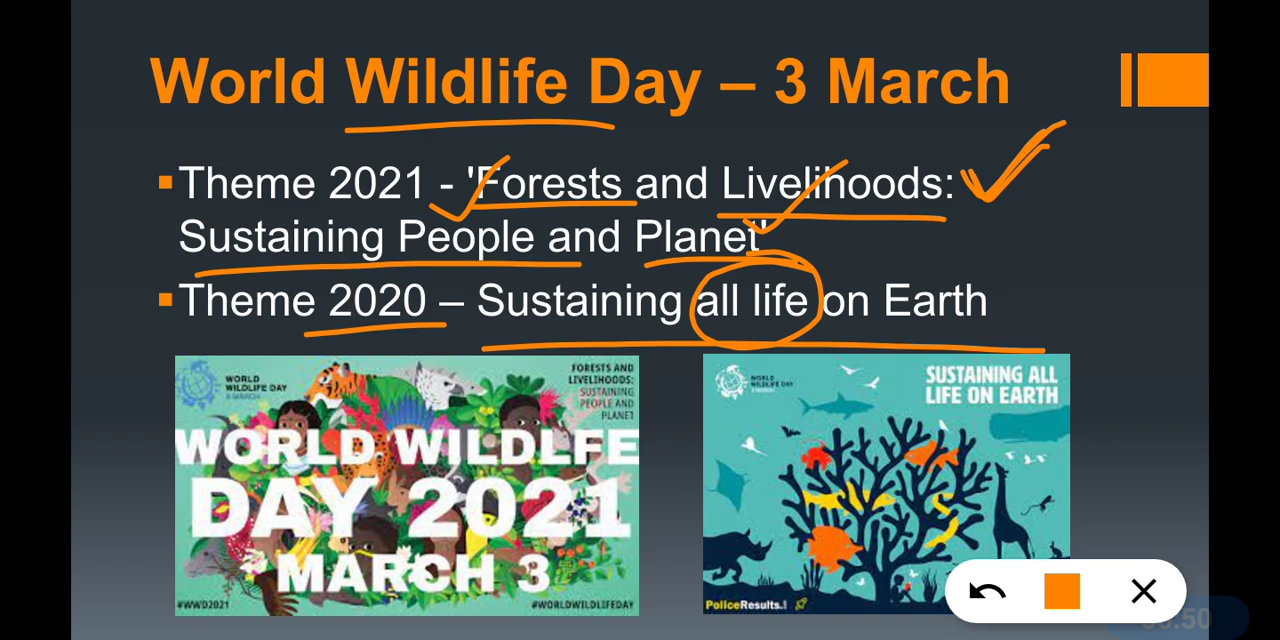 World Wildlife Day – 3 March
Theme 2021 - 'Forests and Livelihoods:
Sustaining People and Planet'
Theme 2020 – Sustaining all life on Earth
WORLD
WILDLIFE DAY
3 MARCH
FORESTS AND
LIVELIHOODS:
SUSTAINING
PEOPLE AND
PLANET
WORLD WILDLFE
DAY 2021
MARCH 3
#WWD2021
#WORLDWILDLIFEDAY
WORLD
WILDLIFE DAY
SUSTAINING ALL
LIFE ON EARTH
PoliceResults.